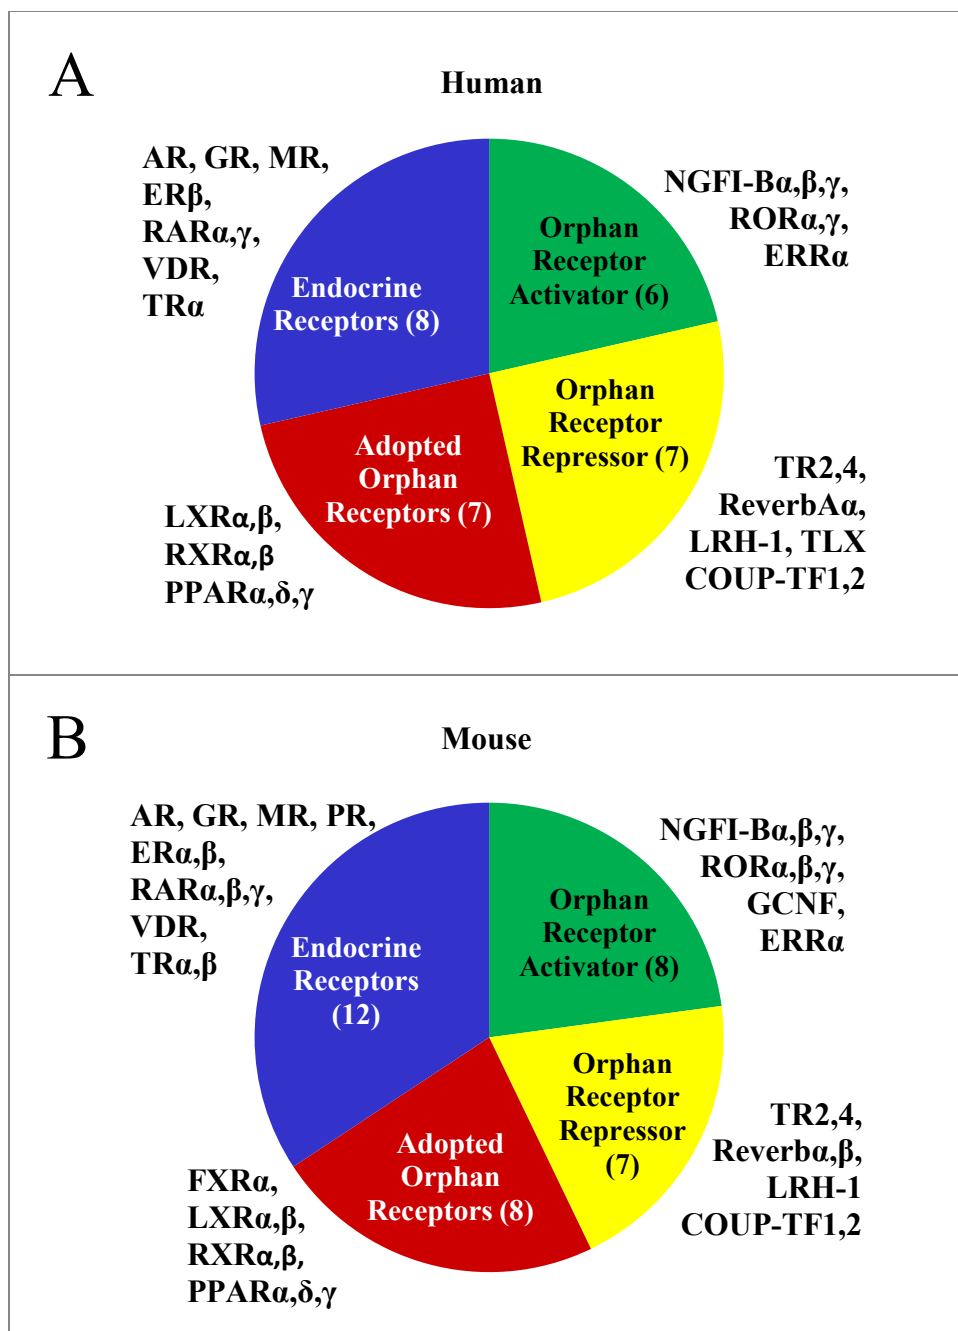 A
Human
AR, GR, MR,
ERβ,
RARα,γ,
VDR,
TRα
NGFI-Bα,β,γ,
RORα,γ,
ERRα
Orphan
Receptor
Activator (6)
Endocrine
Receptors (8)
Orphan
Receptor
Repressor (7)
Adopted
Orphan
Receptors (7)
TR2,4,
ReverbAα,
LRH-1, TLX
COUP-TF1,2
LXRα,β,
RXRα,β
PPARα,δ,γ
B
Mouse
AR, GR, MR, PR,
ERα,β,
RARα,β,γ,
VDR,
TRα,β
NGFI-Bα,β,γ,
RORα,β,γ,
GCNF,
ERRα
Orphan
Receptor
Activator (8)
Endocrine
Receptors
(12)
Orphan
Receptor
Repressor
(7)
Adopted
Orphan
Receptors (8)
TR2,4,
Reverbα,β,
LRH-1
COUP-TF1,2
FXRα,
LXRα,β,
RXRα,β,
PPARα,δ,γ